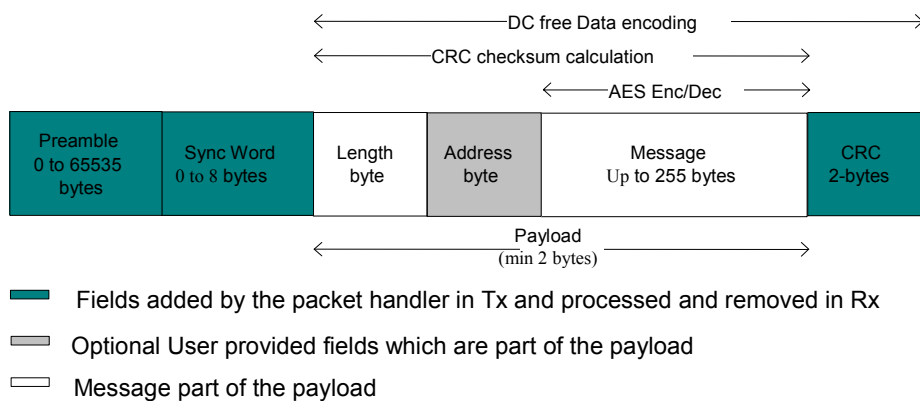 DC free Data encoding
CRC checksum calculation
AES Enc/Dec
Preamble
0 to 65535
bytes
Sync Word
0 to 8 bytes
Length
byte
Address
byte
Message
Up to 255 bytes
CRC
2-bytes
Payload
(min 2 bytes)
Fields added by the packet handler in Tx and processed and removed in Rx
Optional User provided fields which are part of the payload
Message part of the payload